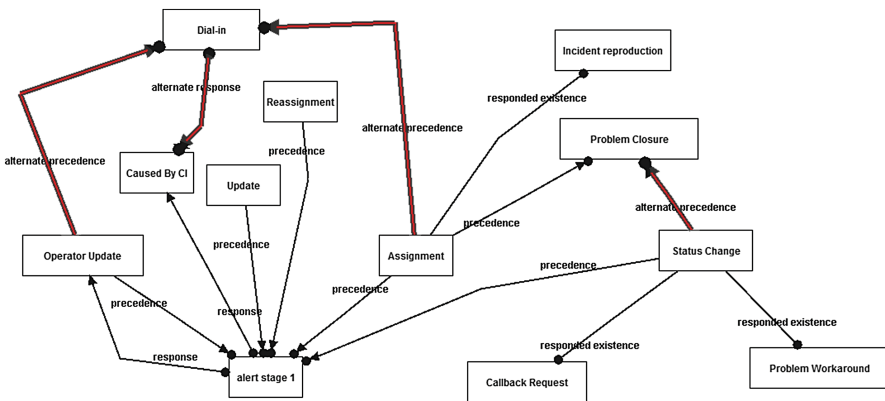 Dial-in
Incident reproduction
alternate response
Reassignment
responded existence
alternate precedence
Problem Closure
precedence
alternate precedence
Caused By CI
Update
alternate precedence
precedence
precedence
Operator Update
Assignment
Status Change
precedence
precedence
precedence
response
responded existence
response
responded existence
alert stage 1
Callback Request
Problem Workaround